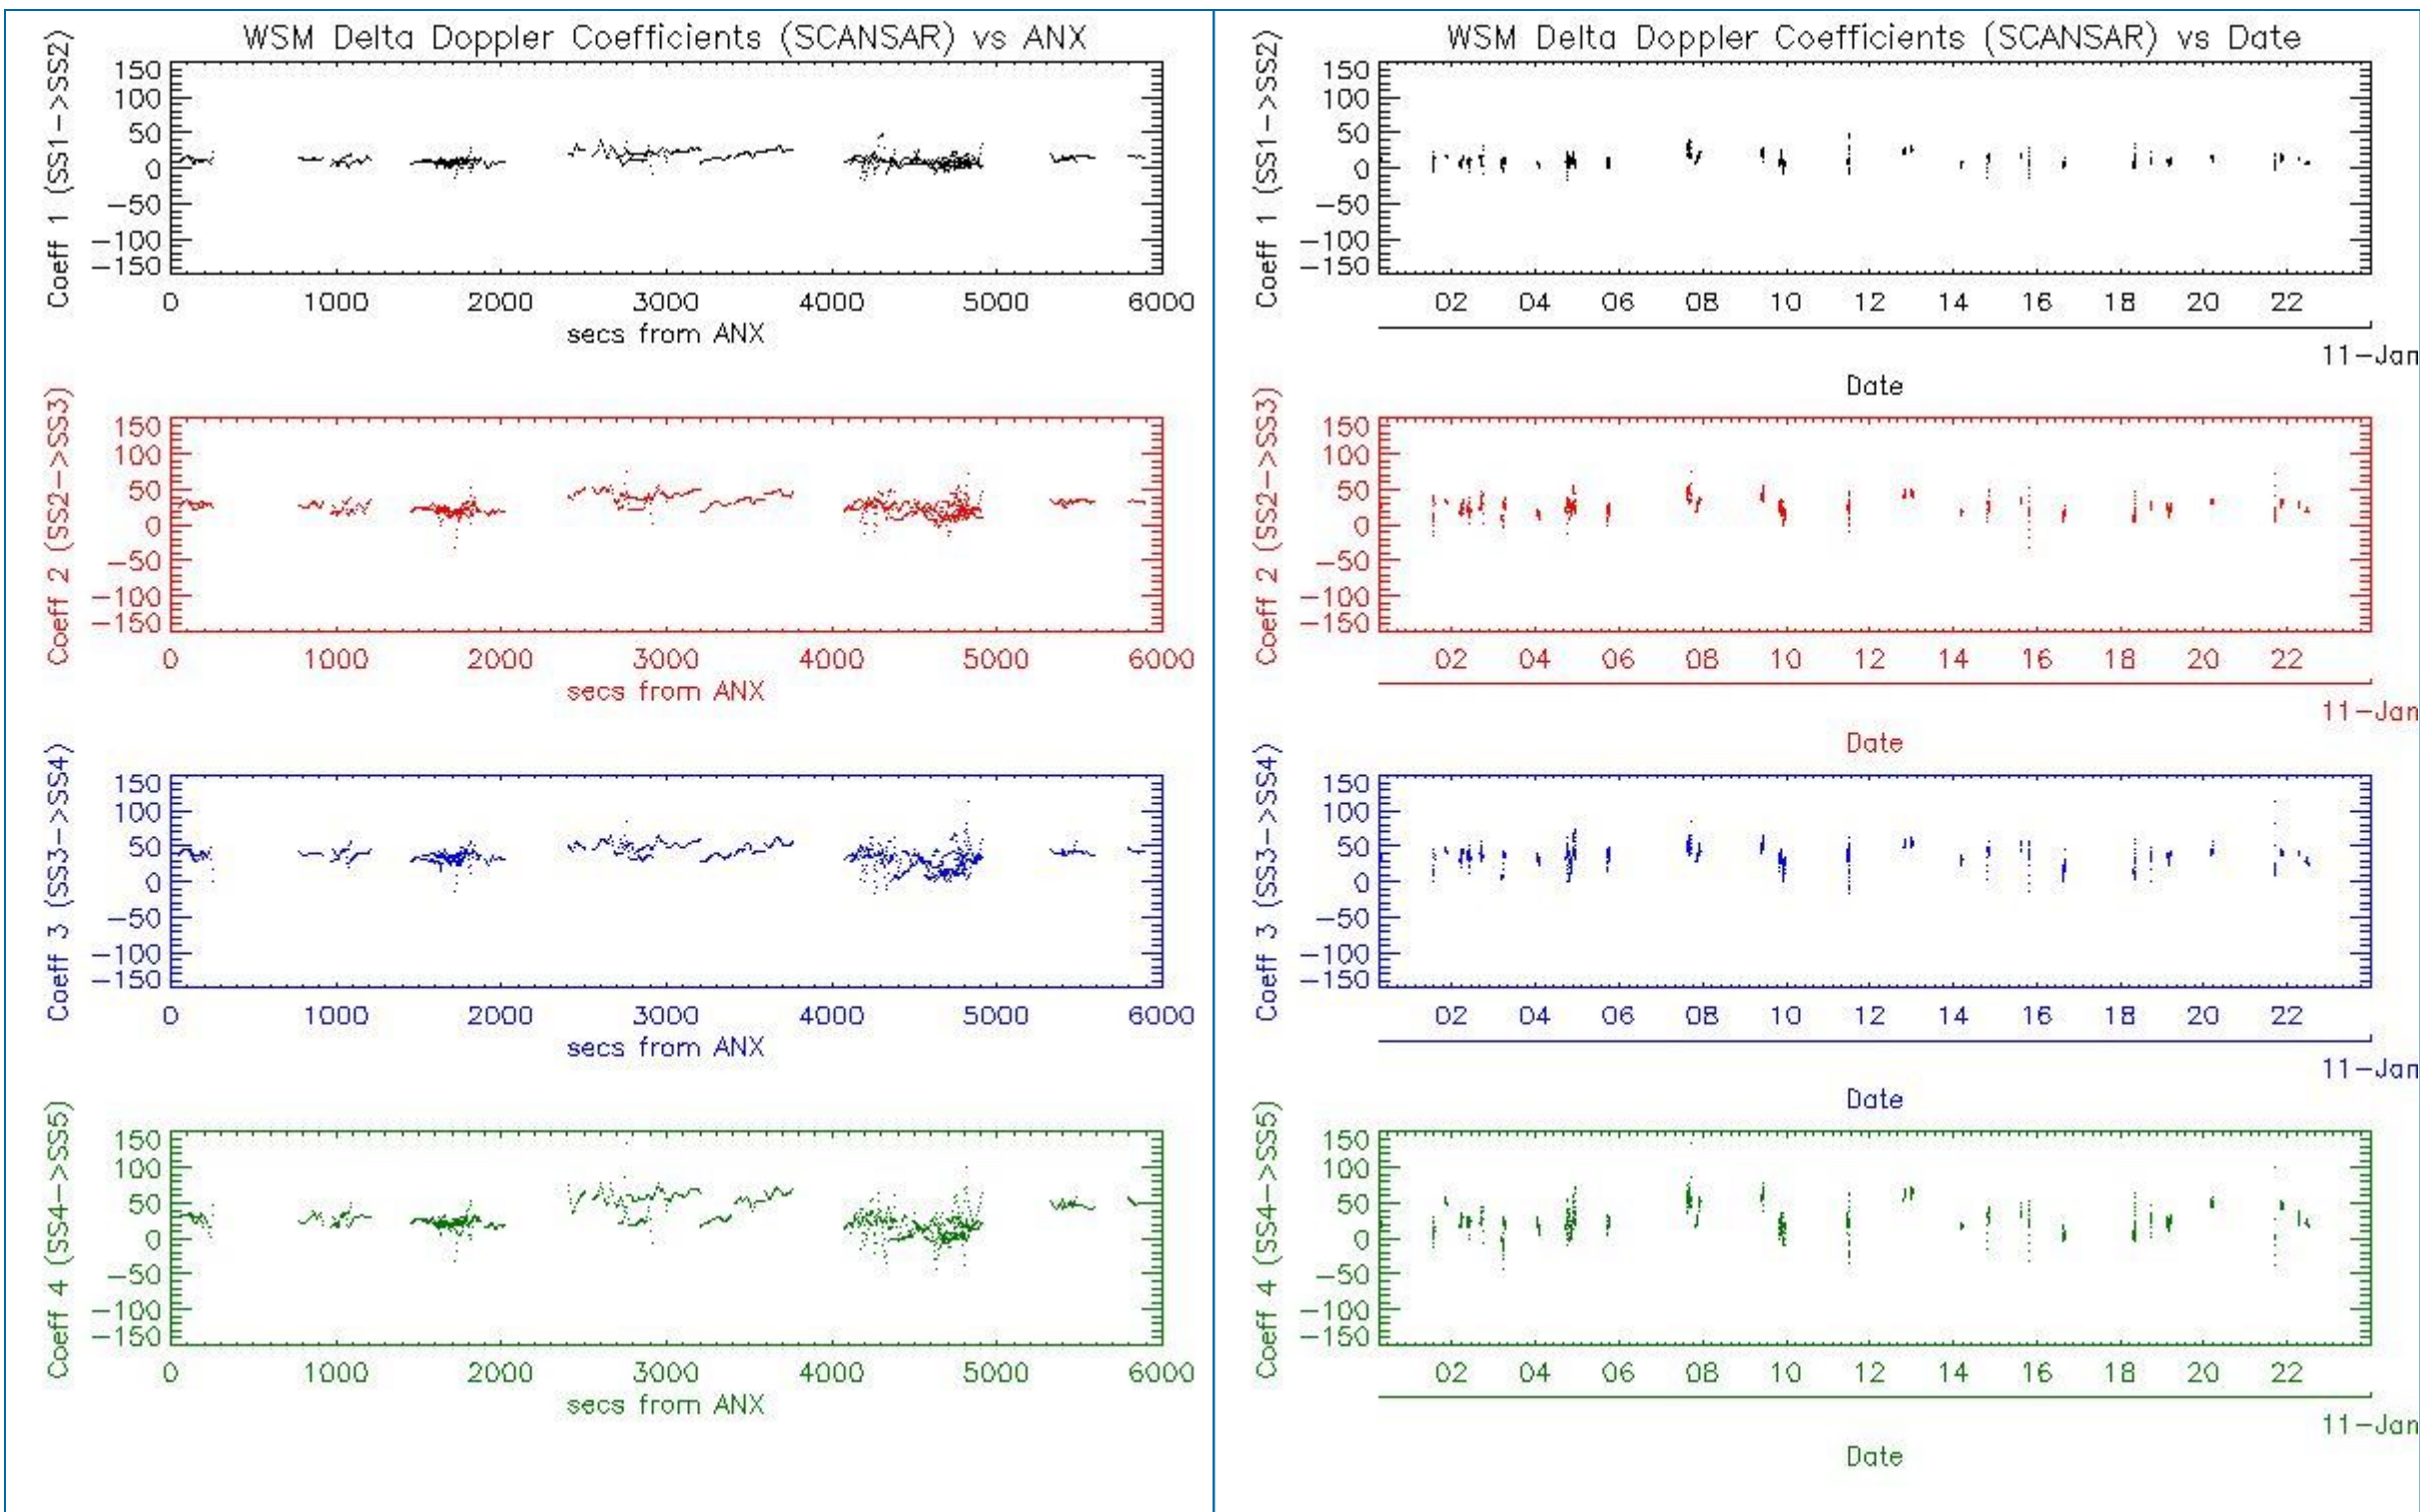 WSM Delta Doppler Coefficients (SCANSAR) vs ANX
Coeff 1 (SS1->SS2)
150
100
50
0
-50
-100
-150
0 1000 2000 3000 4000 5000 6000
secs from ANX
Coeff 2 (SS2->SS3)
150
100
50
0
-50
-100
-150
0 1000 2000 3000 4000 5000 6000
secs from ANX
Coeff 3 (SS3->SS4)
150
100
50
0
-50
-100
-150
0 1000 2000 3000 4000 5000 6000
secs from ANX
Coeff 4 (SS4->SS5)
150
100
50
0
-50
-100
-150
0 1000 2000 3000 4000 5000 6000
secs from ANX
WSM Delta Doppler Coefficients (SCANSAR) vs Date
Coeff 1 (SS1->SS2)
150
100
50
0
-50
-100
-150
02 04 06 08 10 12 14 16 18 20 22
11-Jan
Date
Coeff 2 (SS2->SS3)
150
100
50
0
-50
-100
-150
02 04 06 08 10 12 14 16 18 20 22
11-Jan
Date
Coeff 3 (SS3->SS4)
150
100
50
0
-50
-100
-150
02 04 06 08 10 12 14 16 18 20 22
11-Jan
Date
Coeff 4 (SS4->SS5)
150
100
50
0
-50
-100
-150
02 04 06 08 10 12 14 16 18 20 22
11-Jan
Date